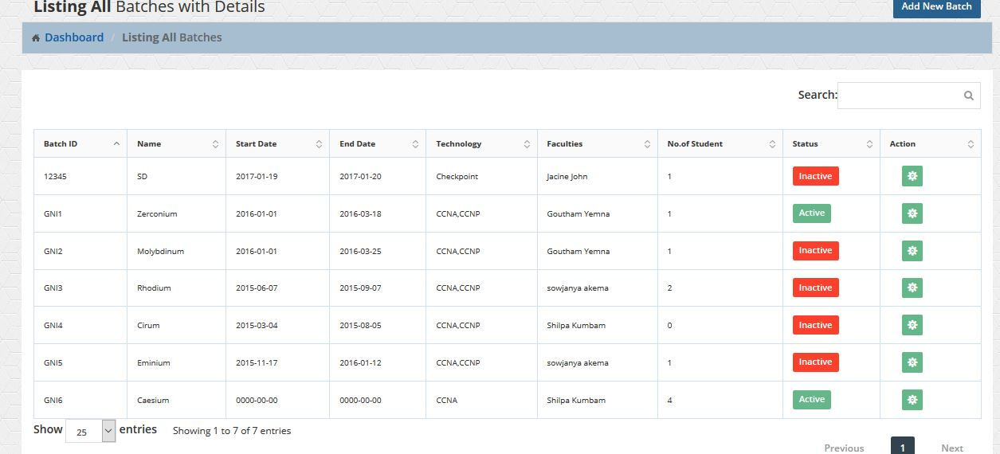 Listing All Batches with Details
Add New Batch
Dashboard / Listing All Batches
Search:
Batch ID Name Start Date End Date Technology Faculties No.of Student Status Action
12345 SD 2017-01-19 2017-01-20 Checkpoint Jacine John 1 Inactive
GNI1 Zerconium 2016-01-01 2016-03-18 CCNA,CCNP Goutham Yemna 1 Active
GNI2 Molybdinum 2016-01-01 2016-03-25 CCNA,CCNP Goutham Yemna 1 Inactive
GNI3 Rhodium 2015-06-07 2015-09-07 CCNA,CCNP sowjanya akema 2 Inactive
GNI4 Cirum 2015-03-04 2015-08-05 CCNA,CCNP Shilpa Kumbam 0 Inactive
GNI5 Eminium 2015-11-17 2016-01-12 CCNA,CCNP sowjanya akema 1 Inactive
GNI6 Caesium 0000-00-00 0000-00-00 CCNA Shilpa Kumbam 4 Active
Show 25 entries Showing 1 to 7 of 7 entries
Previous 1 Next